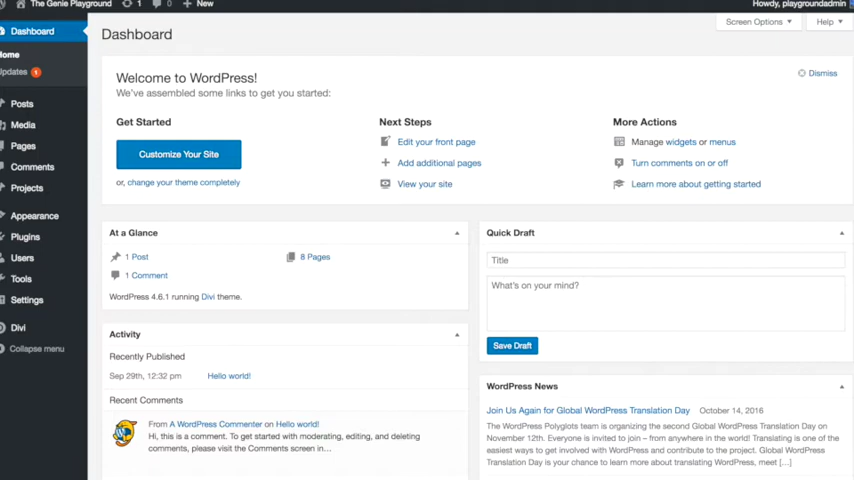 The Genie Playground 1 0 New Howdy, playgroundadmin
Screen Options Help
Dashboard
Home
Updates 1
Posts
Media
Pages
Comments
Projects
Appearance
Plugins
Users
Tools
Settings
Divi
Collapse menu
Dashboard
Welcome to WordPress!
We've assembled some links to get you started:
Dismiss
Get Started
Customize Your Site
or, change your theme completely
Next Steps
Edit your front page
Add additional pages
View your site
More Actions
Manage widgets or menus
Turn comments on or off
Learn more about getting started
At a Glance
1 Post
8 Pages
1 Comment
WordPress 4.6.1 running Divi theme.
Activity
Recently Published
Sep 29th, 12:32 pm Hello world!
Recent Comments
From A WordPress Commenter on Hello world!
Hi, this is a comment. To get started with moderating, editing, and deleting
comments, please visit the Comments screen in…
Quick Draft
Title
What's on your mind?
Save Draft
WordPress News
Join Us Again for Global WordPress Translation Day October 14, 2016
The WordPress Polyglots team is organizing the second Global WordPress Translation Day on
November 12th. Everyone is invited to join – from anywhere in the world! Translating is one of the
easiest ways to get involved with WordPress and contribute to the project. Global WordPress
Translation Day is your chance to learn more about translating WordPress, meet […]